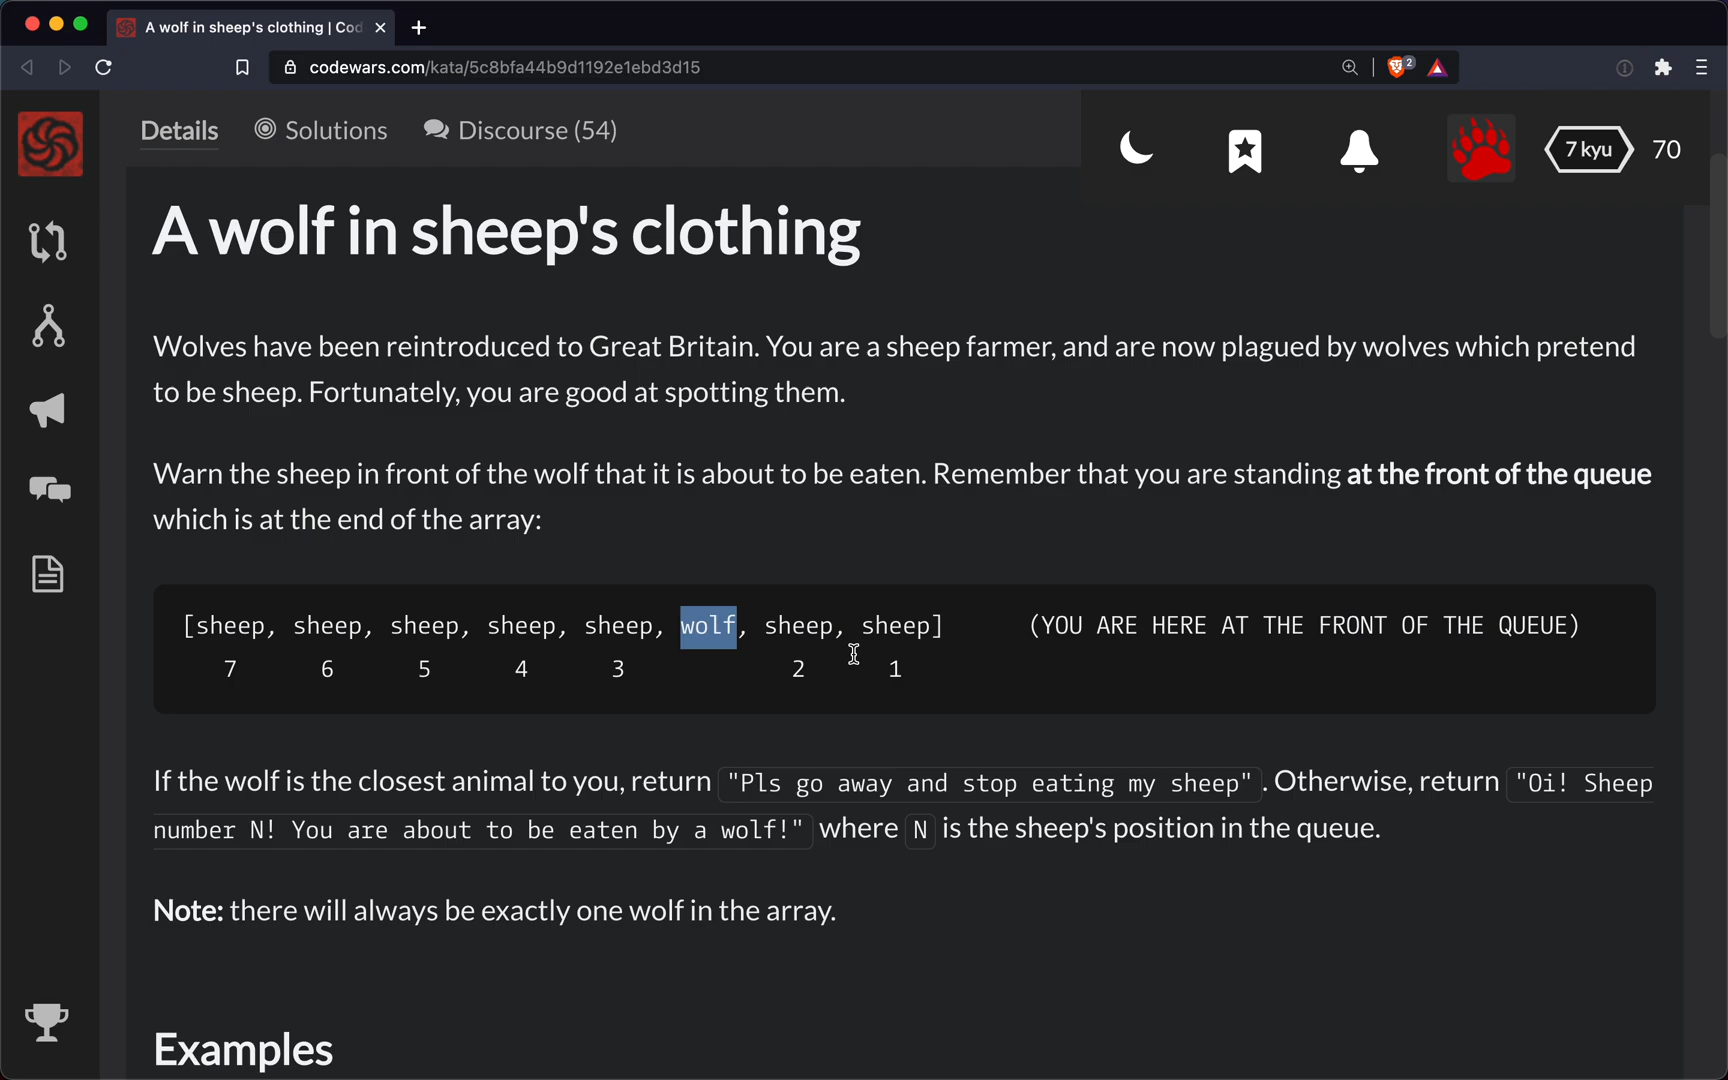 A wolf in sheep's clothing | Cod
codewars.com/kata/5c8bfa44b9d1192e1ebd3d15
2
Details Solutions Discourse (54)
7 kyu 70
A wolf in sheep's clothing
Wolves have been reintroduced to Great Britain. You are a sheep farmer, and are now plagued by wolves which pretend
to be sheep. Fortunately, you are good at spotting them.
Warn the sheep in front of the wolf that it is about to be eaten. Remember that you are standing at the front of the queue
which is at the end of the array:
[sheep, sheep, sheep, sheep, sheep, wolf, sheep, sheep] (YOU ARE HERE AT THE FRONT OF THE QUEUE)
7 6 5 4 3 2 1
If the wolf is the closest animal to you, return "Pls go away and stop eating my sheep". Otherwise, return "Oi! Sheep
number N! You are about to be eaten by a wolf!" where N is the sheep's position in the queue.
Note: there will always be exactly one wolf in the array.
Examples